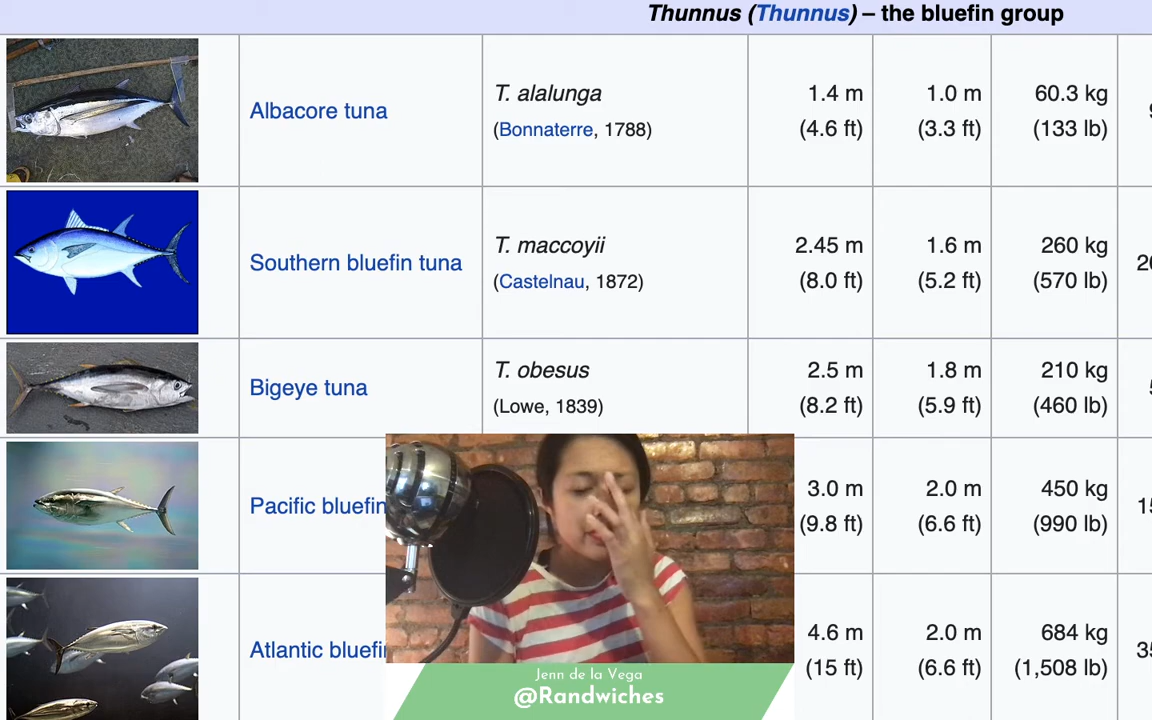 Thunnus (Thunnus) – the bluefin group
Albacore tuna
T. alalunga
(Bonnaterre, 1788)
1.4 m
(4.6 ft)
1.0 m
(3.3 ft)
60.3 kg
(133 lb)
Southern bluefin tuna
T. maccoyii
(Castelnau, 1872)
2.45 m
(8.0 ft)
1.6 m
(5.2 ft)
260 kg
(570 lb)
Bigeye tuna
T. obesus
(Lowe, 1839)
2.5 m
(8.2 ft)
1.8 m
(5.9 ft)
210 kg
(460 lb)
Pacific bluefin
3.0 m
(9.8 ft)
2.0 m
(6.6 ft)
450 kg
(990 lb)
Atlantic
4.6 m
(15 ft)
2.0 m
(6.6 ft)
684 kg
(1,508 lb)
Jenn de la Vega
@Randwiches